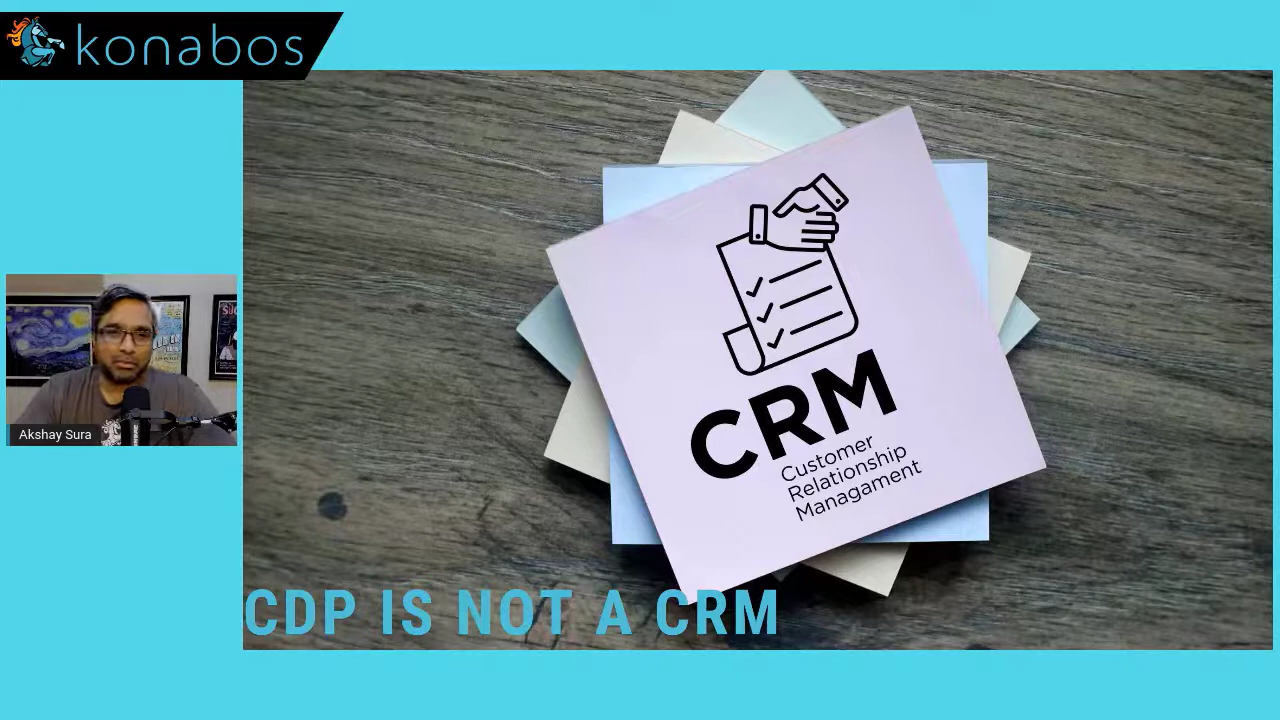 konabos
CRM
Customer
Relationship
Managament
Akshay Sura
CDP IS NOT A CRM